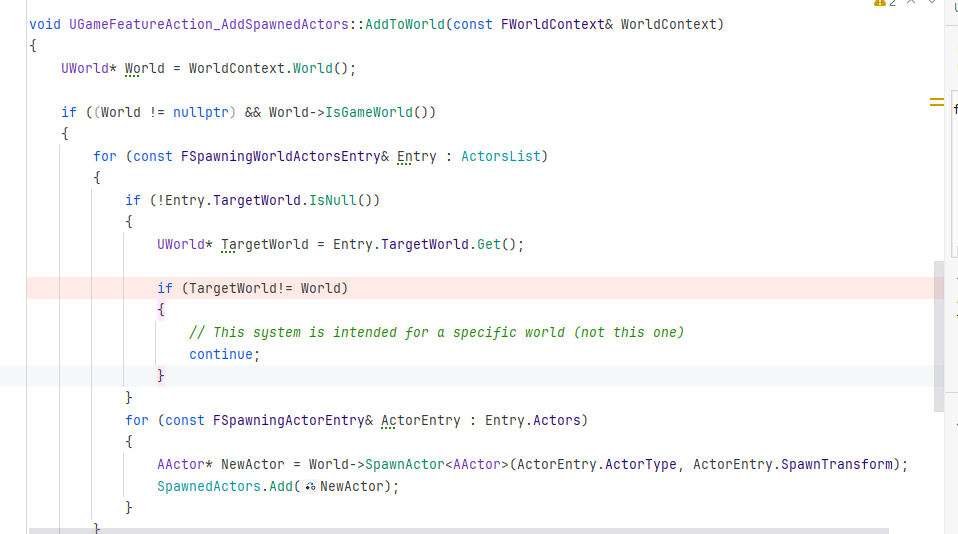 2
void UGameFeatureAction_AddSpawnedActors::AddToWorld(const FWorldContext& WorldContext)
{
UWorld* World = WorldContext.World();
if ((World != nullptr) && World->IsGameWorld())
{
for (const FSpawningWorldActorsEntry& Entry : ActorsList)
{
if (!Entry.TargetWorld.IsNull())
{
UWorld* TargetWorld = Entry.TargetWorld.Get();
if (TargetWorld!= World)
{
// This system is intended for a specific world (not this one)
continue;
}
}
for (const FSpawningActorEntry& ActorEntry : Entry.Actors)
{
AActor* NewActor = World->SpawnActor<AActor>(ActorEntry.ActorType, ActorEntry.SpawnTransform);
SpawnedActors.Add(NewActor);
}
}